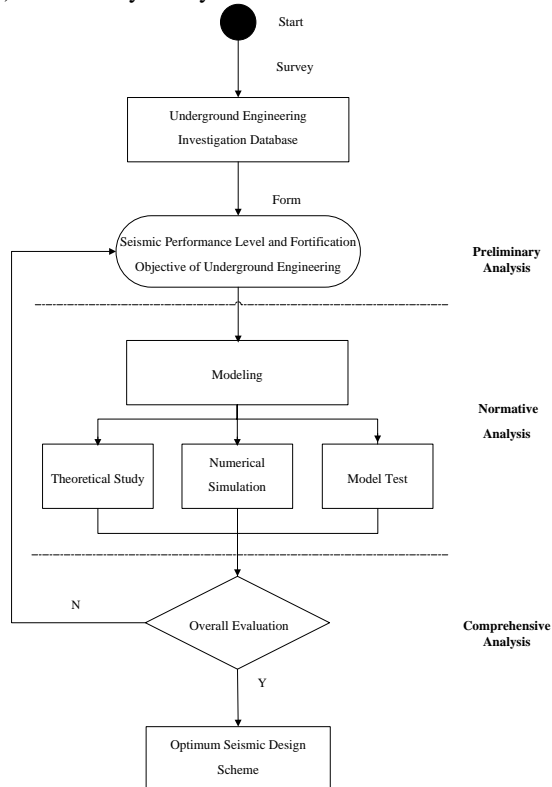 Start
Survey
Underground Engineering
Investigation Database
Form
Seismic Performance Level and Fortification
Objective of Underground Engineering
Preliminary
Analysis
Modeling
Normative
Analysis
Theoretical Study
Numerical
Simulation
Model Test
N
Overall Evaluation
Comprehensive
Analysis
Y
Optimum Seismic Design
Scheme